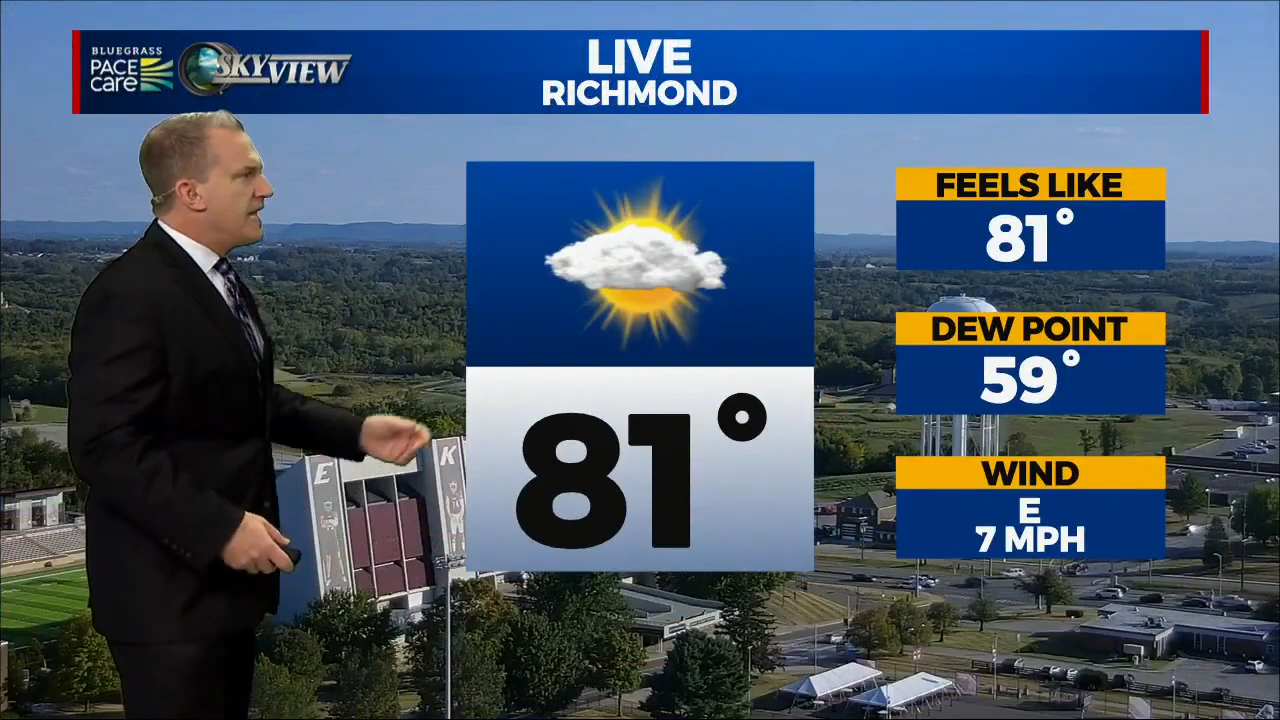 BLUEGRASS
PACE
care
SKYVIEW
LIVE
RICHMOND
81°
FEELS LIKE
81°
DEW POINT
59°
WIND
E
7 MPH
E
K